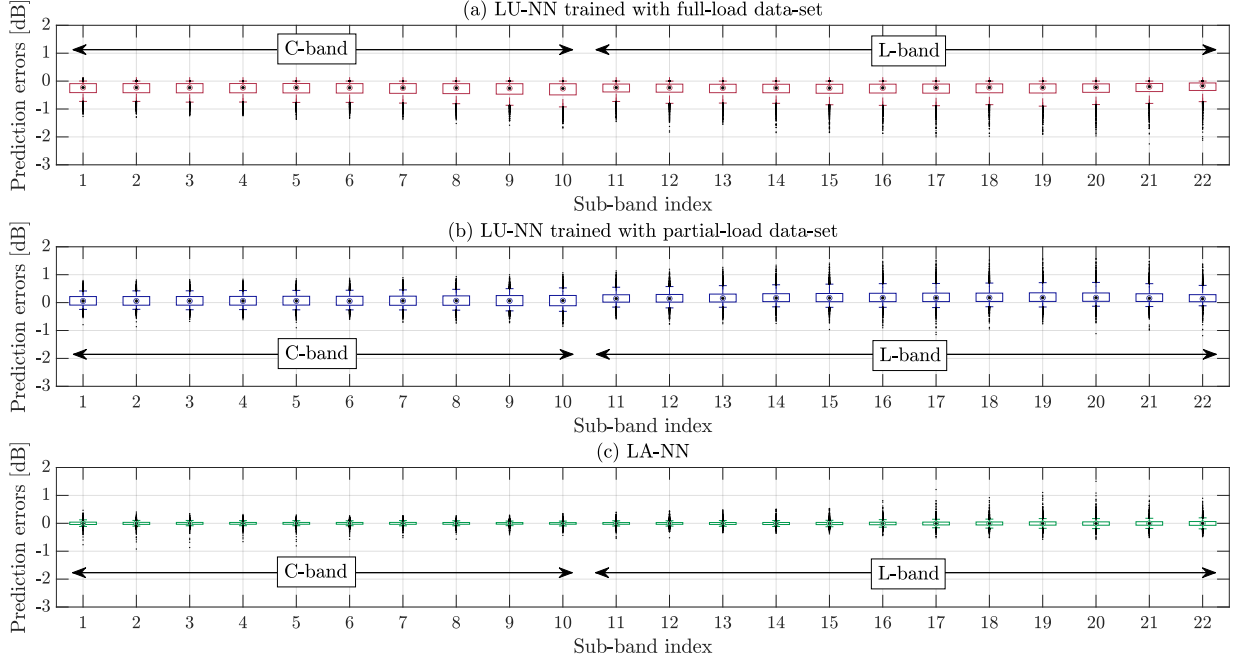 (a) LU-NN trained with full-load data-set
Prediction errors [dB]
2
1
0
-1
-2
-3
C-band
L-band
1 2 3 4 5 6 7 8 9 10 11 12 13 14 15 16 17 18 19 20 21 22
Sub-band index
(b) LU-NN trained with partial-load data-set
Prediction errors [dB]
2
1
0
-1
-2
-3
C-band
L-band
1 2 3 4 5 6 7 8 9 10 11 12 13 14 15 16 17 18 19 20 21 22
Sub-band index
(c) LA-NN
Prediction errors [dB]
2
1
0
-1
-2
-3
C-band
L-band
1 2 3 4 5 6 7 8 9 10 11 12 13 14 15 16 17 18 19 20 21 22
Sub-band index